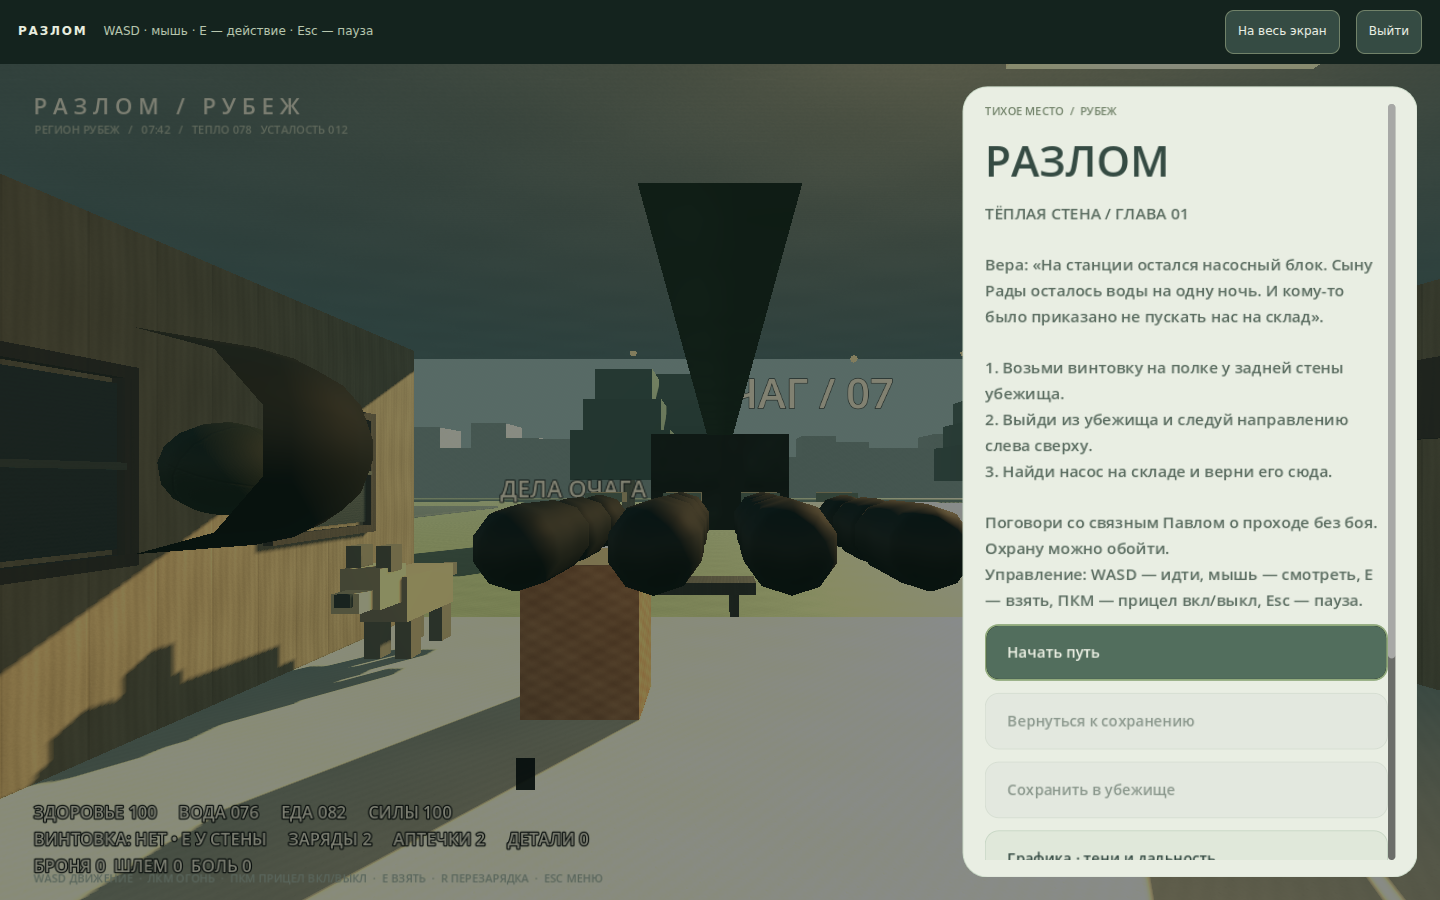 РАЗЛОМ WASD · мышь · E — действие · Esc — пауза На весь экран Выйти
РАЗЛОМ / РУБЕЖ
РЕГИОН РУБЕЖ / 07:42 / ТЕПЛО 078 УСТАЛОСТЬ 012
ЧАГ / 07
ДЕЛА ОЧАГА
ТИХОЕ МЕСТО / РУБЕЖ
РАЗЛОМ
ТЁПЛАЯ СТЕНА / ГЛАВА 01
Вера: «На станции остался насосный блок. Сыну
Рады осталось воды на одну ночь. И кому-то
было приказано не пускать нас на склад».
1. Возьми винтовку на полке у задней стены
убежища.
2. Выйди из убежища и следуй направлению
слева сверху.
3. Найди насос на складе и верни его сюда.
Поговори со связным Павлом о проходе без боя.
Охрану можно обойти.
Управление: WASD — идти, мышь — смотреть, E
— взять, ПКМ — прицел вкл/выкл, Esc — пауза.
Начать путь
Вернуться к сохранению
Сохранить в убежище
Графика · тени и дальность
ЗДОРОВЬЕ 100 ВОДА 076 ЕДА 082 СИЛЫ 100
ВИНТОВКА: НЕТ • E У СТЕНЫ ЗАРЯДЫ 2 АПТЕЧКИ 2 ДЕТАЛИ 0
БРОНЯ 0 ШЛЕМ 0 БОЛЬ 0
WASD ДВИЖЕНИЕ · ЛКМ ОГОНЬ · ПКМ ПРИЦЕЛ ВКЛ/ВЫКЛ · E ВЗЯТЬ · R ПЕРЕЗАРЯДКА · ESC МЕНЮ